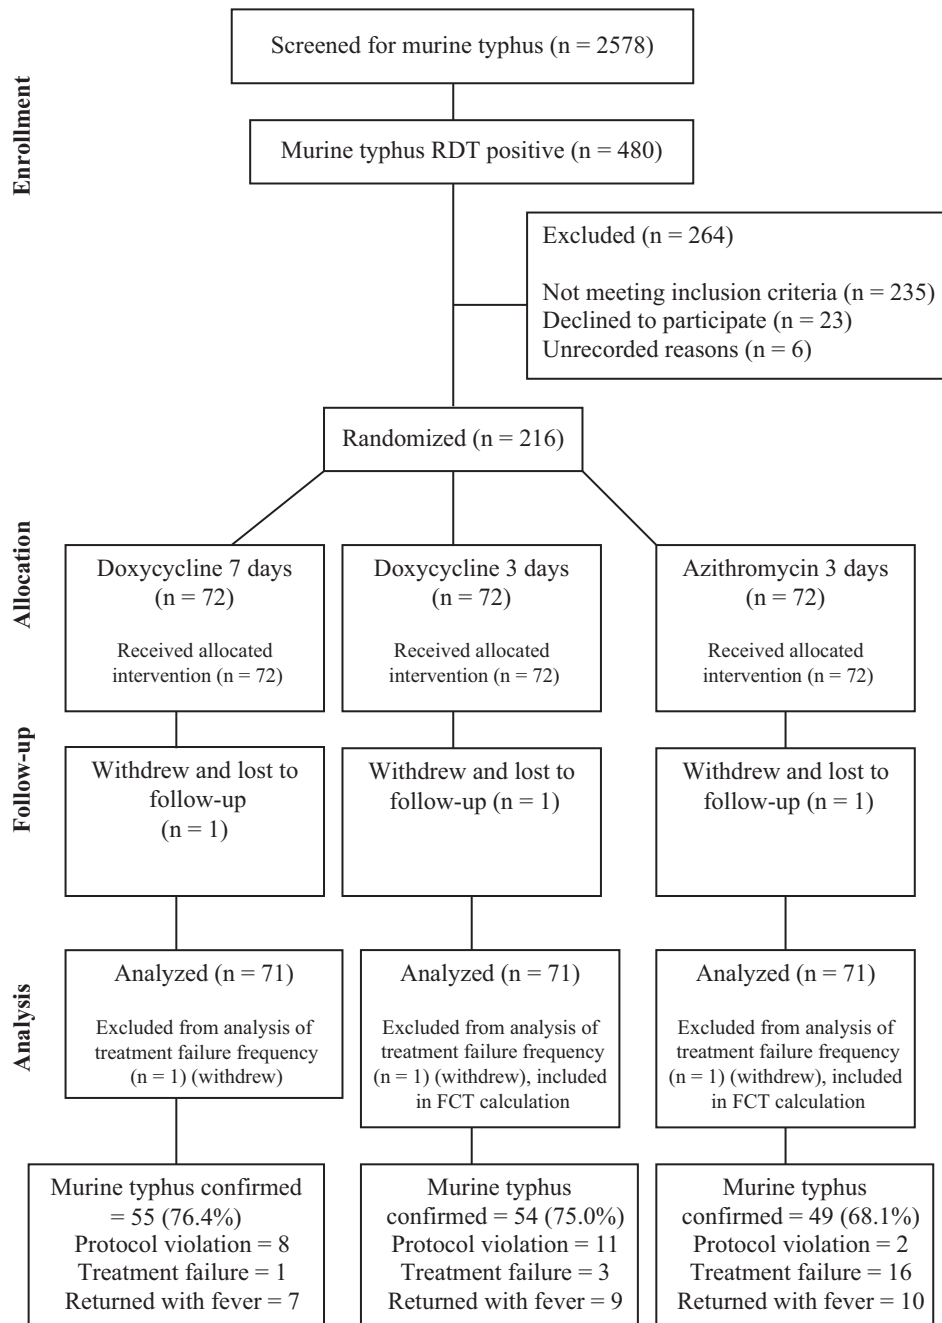 Enrollment
Screened for murine typhus (n = 2578)
Murine typhus RDT positive (n = 480)
Excluded (n = 264)
Not meeting inclusion criteria (n = 235)
Declined to participate (n = 23)
Unrecorded reasons (n = 6)
Randomized (n = 216)
Allocation
Doxycycline 7 days
(n = 72)
Received allocated
intervention (n = 72)
Doxycycline 3 days
(n = 72)
Received allocated
intervention (n = 72)
Azithromycin 3 days
(n = 72)
Received allocated
intervention (n = 72)
Follow-up
Withdrew and lost to
follow-up
(n = 1)
Withdrew and lost to
follow-up (n = 1)
Withdrew and lost to
follow-up (n = 1)
Analysis
Analyzed (n = 71)
Excluded from analysis of
treatment failure frequency
(n = 1) (withdrew)
Analyzed (n = 71)
Excluded from analysis of
treatment failure frequency
(n = 1) (withdrew), included
in FCT calculation
Analyzed (n = 71)
Excluded from analysis of
treatment failure frequency
(n = 1) (withdrew), included
in FCT calculation
Murine typhus confirmed
= 55 (76.4%)
Protocol violation = 8
Treatment failure = 1
Returned with fever = 7
Murine typhus
confirmed = 54 (75.0%)
Protocol violation = 11
Treatment failure = 3
Returned with fever = 9
Murine typhus
confirmed = 49 (68.1%)
Protocol violation = 2
Treatment failure = 16
Returned with fever = 10